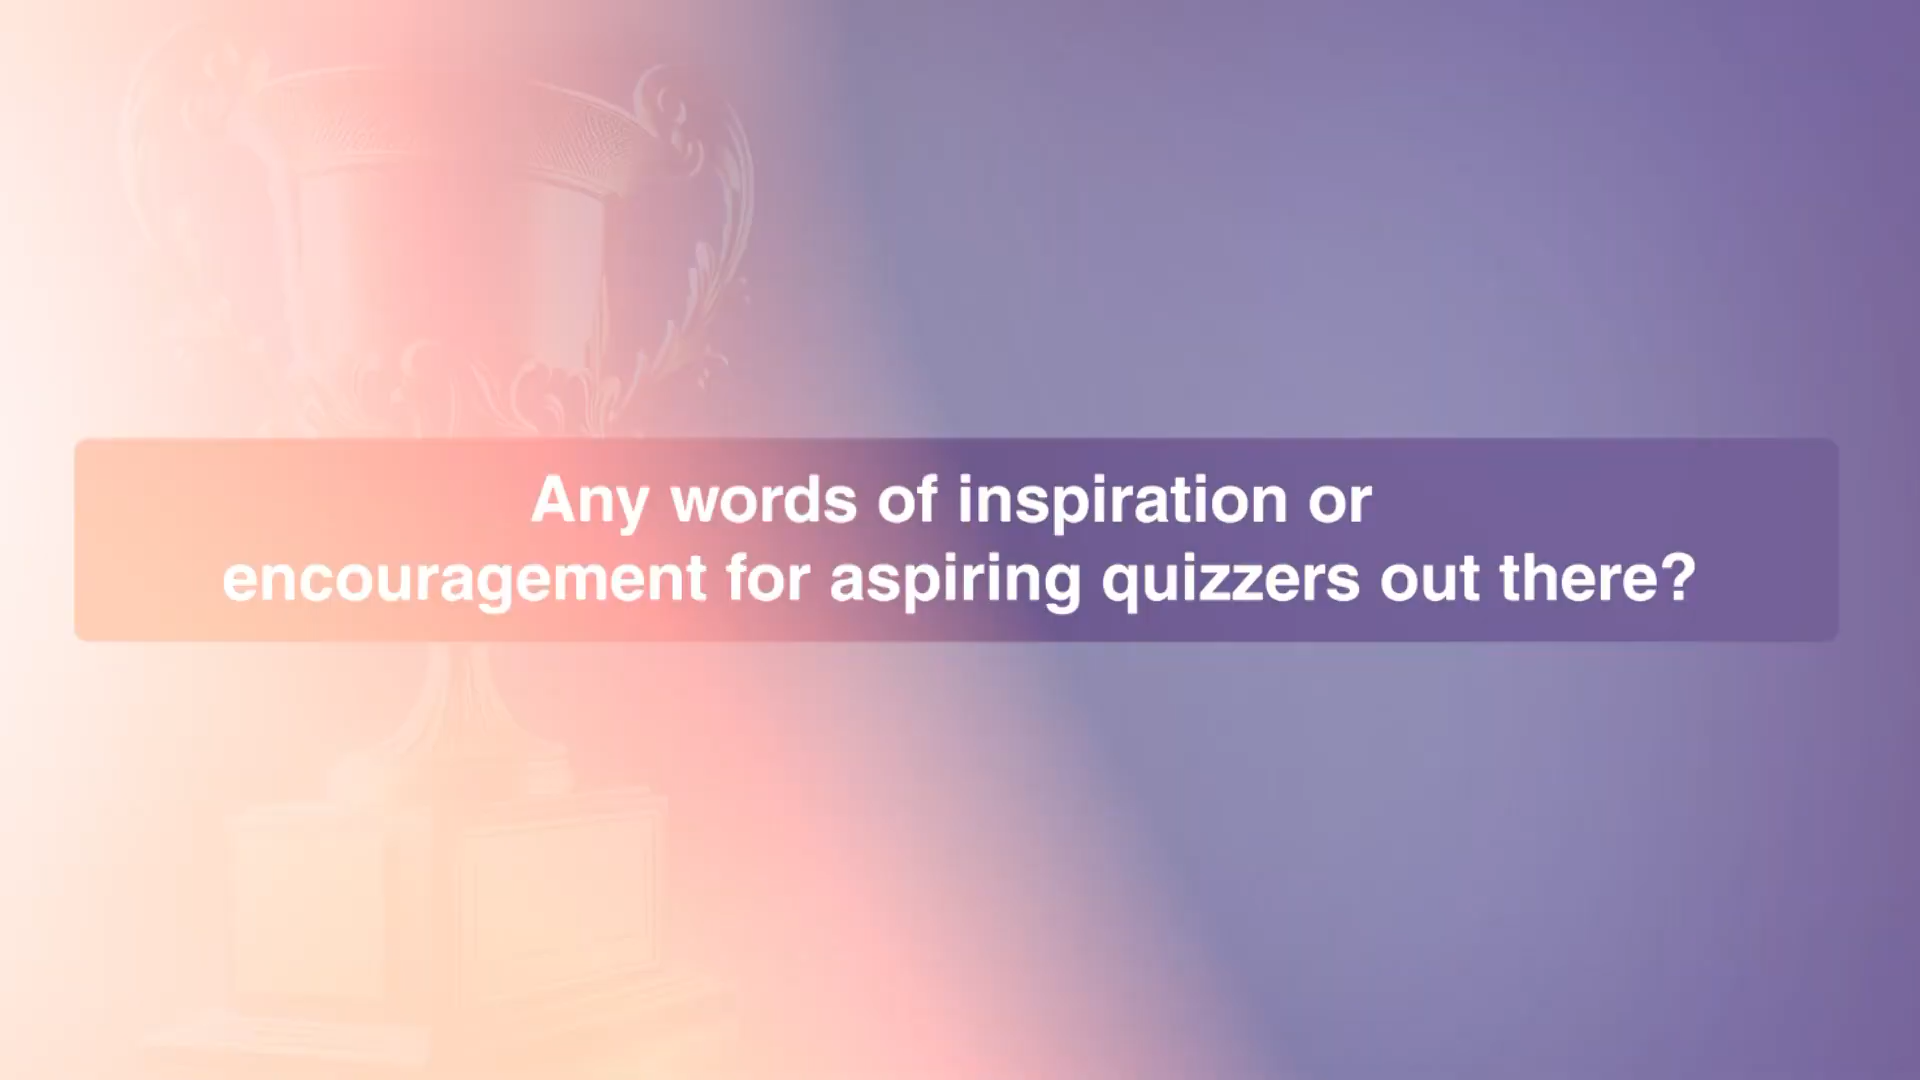 Any words of inspiration or
encouragement for aspiring quizzers out there?